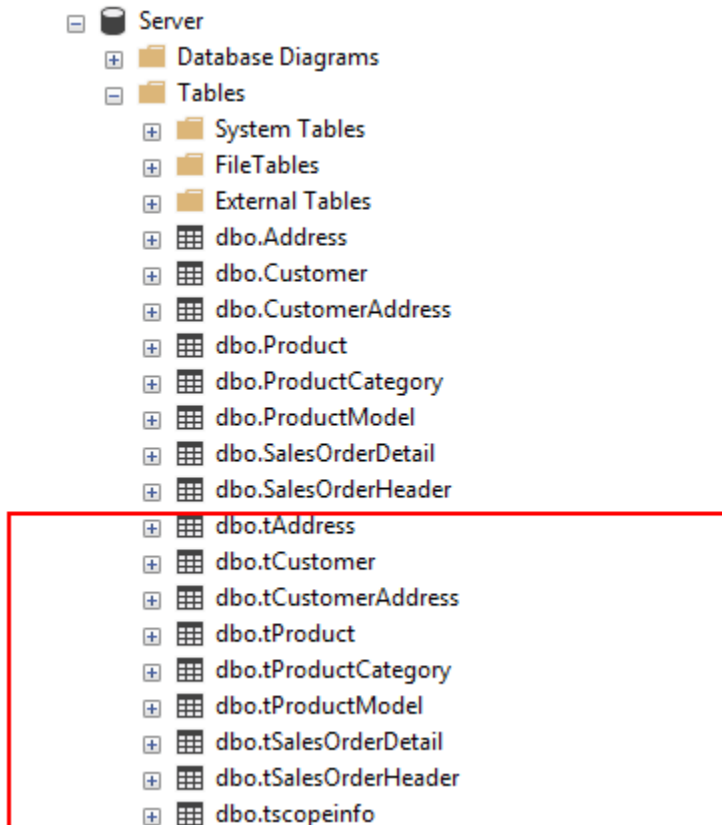 Server
Database Diagrams
Tables
System Tables
FileTables
External Tables
dbo.Address
dbo.Customer
dbo.CustomerAddress
dbo.Product
dbo.ProductCategory
dbo.ProductModel
dbo.SalesOrderDetail
dbo.SalesOrderHeader
dbo.tAddress
dbo.tCustomer
dbo.tCustomerAddress
dbo.tProduct
dbo.tProductCategory
dbo.tProductModel
dbo.tSalesOrderDetail
dbo.tSalesOrderHeader
dbo.tscopeinfo